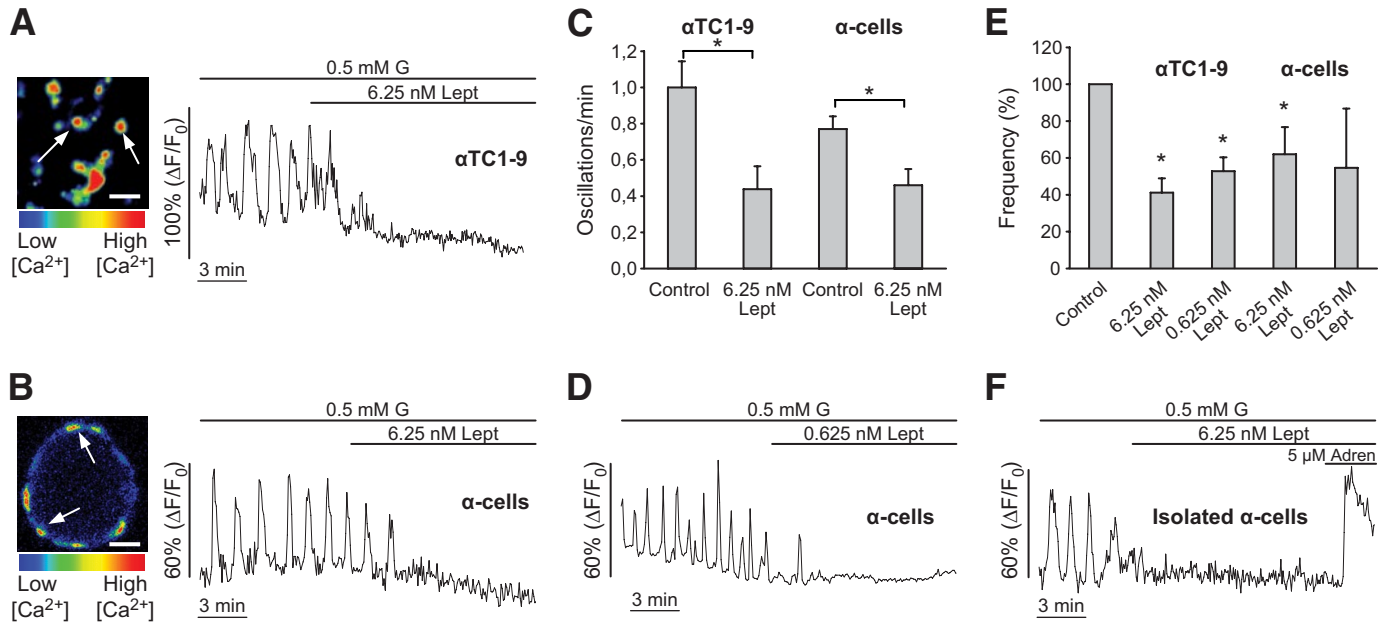 A
0.5 mM G
6.25 nM Lept
100% (ΔF/F0)
αTC1-9
3 min
Low High
[Ca2+] [Ca2+]
C
αTC1-9 α-cells
* *
Oscillations/min
1,2
1,0
0,8
0,6
0,4
0,2
0,0
Control 6.25 nM Lept Control 6.25 nM Lept
E
αTC1-9 α-cells
* * *
Frequency (%)
120
100
80
60
40
20
0
Control 6.25 nM Lept 0.625 nM Lept 6.25 nM Lept 0.625 nM Lept
B
0.5 mM G
6.25 nM Lept
60% (ΔF/F0)
α-cells
3 min
Low High
[Ca2+] [Ca2+]
D
0.5 mM G
0.625 nM Lept
60% (ΔF/F0)
α-cells
3 min
F
0.5 mM G
6.25 nM Lept
5 µM Adren
60% (ΔF/F0)
Isolated α-cells
3 min